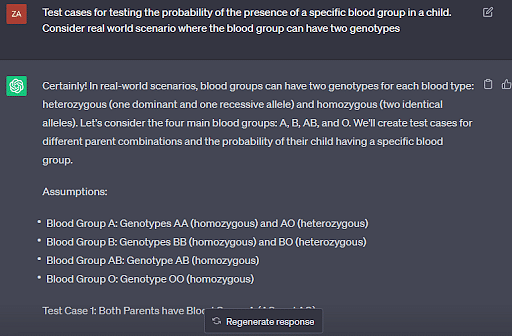 ZA
Test cases for testing the probability of the presence of a specific blood group in a child.
Consider real world scenario where the blood group can have two genotypes
Certainly! In real-world scenarios, blood groups can have two genotypes for each blood type:
heterozygous (one dominant and one recessive allele) and homozygous (two identical
alleles). Let's consider the four main blood groups: A, B, AB, and O. We'll create test cases for
different parent combinations and the probability of their child having a specific blood
group.
Assumptions:
• Blood Group A: Genotypes AA (homozygous) and AO (heterozygous)
• Blood Group B: Genotypes BB (homozygous) and BO (heterozygous)
• Blood Group AB: Genotype AB (homozygous)
• Blood Group O: Genotype OO (homozygous)
Test Case 1: Both Parents have
Regenerate response